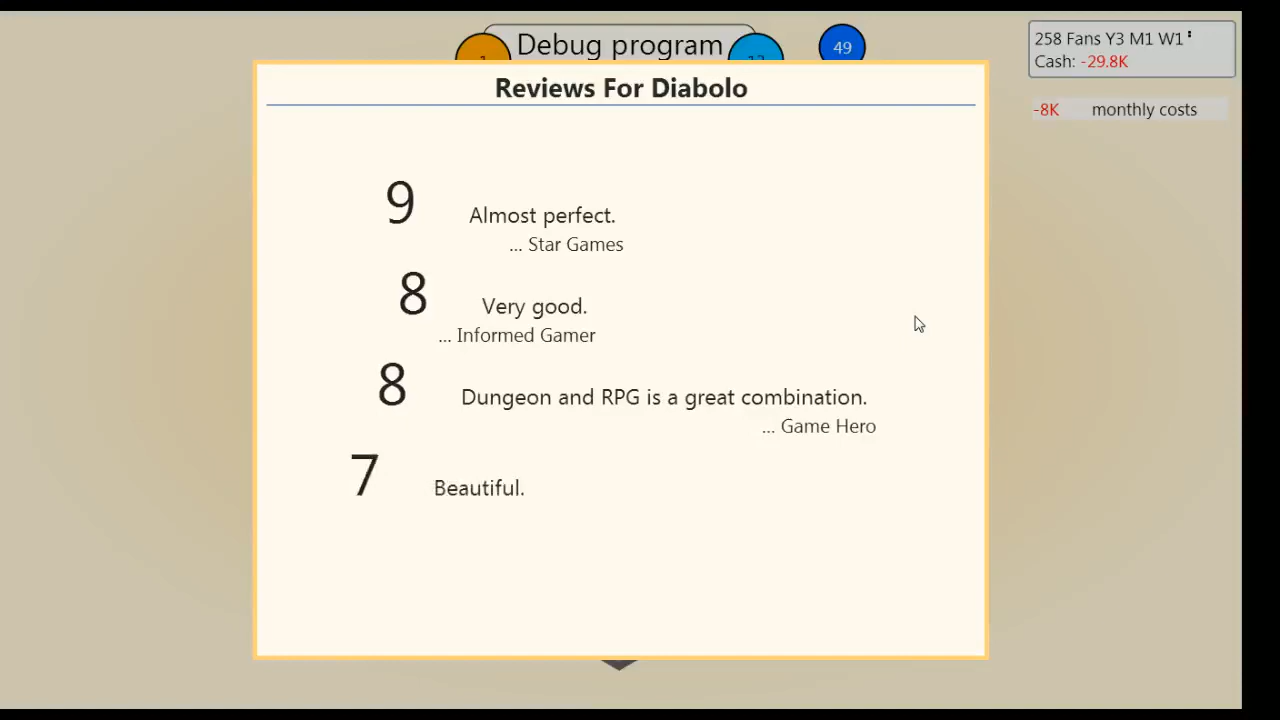 Debug program
49
258 Fans Y3 M1 W1
Cash: -29.8K
-8K monthly costs
Reviews For Diabolo
9 Almost perfect.
... Star Games
8 Very good.
... Informed Gamer
8 Dungeon and RPG is a great combination.
... Game Hero
7 Beautiful.